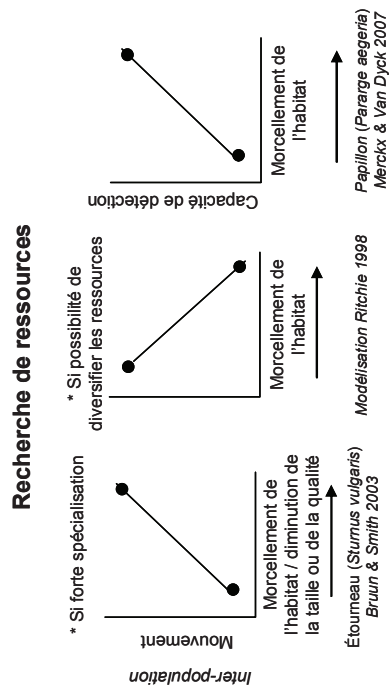 Recherche de ressources
Inter-population
* Si forte spécialisation
Mouvement
Morcellement de
l'habitat / diminution de
la taille ou de la qualité
Étourneau (Sturnus vulgaris)
Bruun & Smith 2003
* Si possibilité de
diversifier les ressources
Morcellement de
l'habitat
Modélisation Ritchie 1998
Capacité de détection
Morcellement de
l'habitat
Papillon (Pararge aegeria)
Merckx & Van Dyck 2007